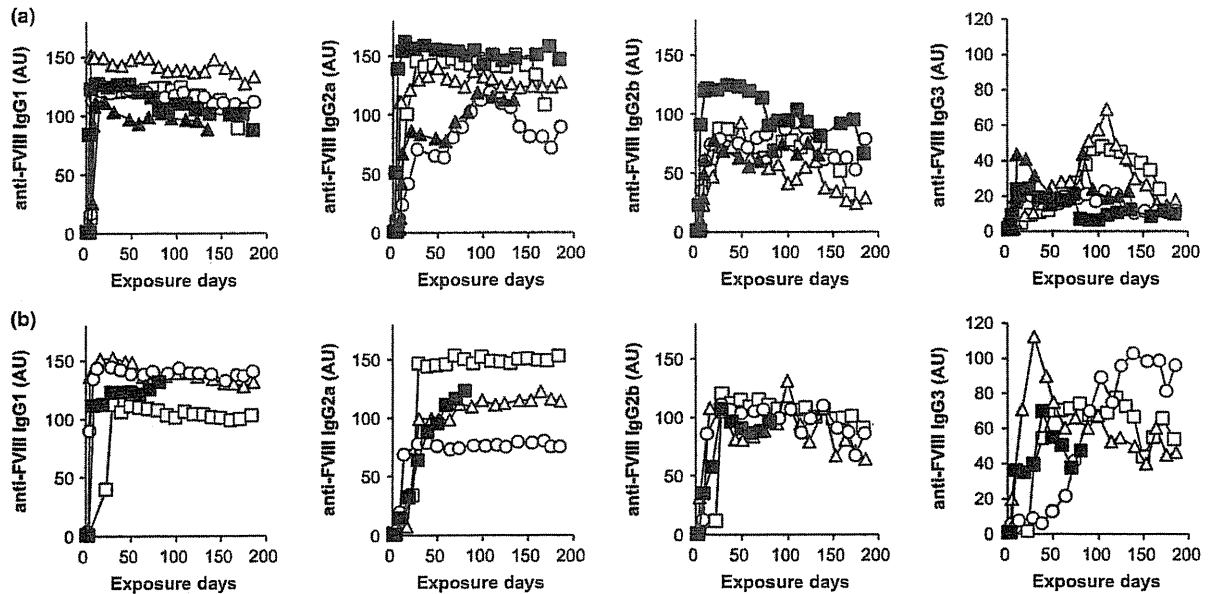 (a)
anti-FVIII IgG1 (AU)
150
100
50
0
0 50 100 150 200
Exposure days
anti-FVIII IgG2a (AU)
150
100
50
0
0 50 100 150 200
Exposure days
anti-FVIII IgG2b (AU)
150
100
50
0
0 50 100 150 200
Exposure days
anti-FVIII IgG3 (AU)
120
100
80
60
40
20
0
0 50 100 150 200
Exposure days
(b)
anti-FVIII IgG1 (AU)
150
100
50
0
0 50 100 150 200
Exposure days
anti-FVIII IgG2a (AU)
150
100
50
0
0 50 100 150 200
Exposure days
anti-FVIII IgG2b (AU)
150
100
50
0
0 50 100 150 200
Exposure days
anti-FVIII IgG3 (AU)
120
100
80
60
40
20
0
0 50 100 150 200
Exposure days